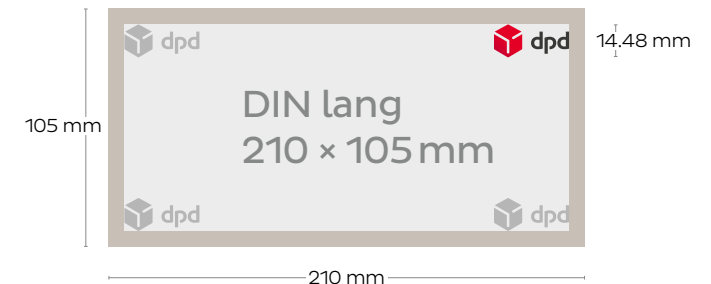 dpd
dpd
14.48 mm
DIN lang
105 mm
210 × 105 mm
dpd
dpd
210 mm